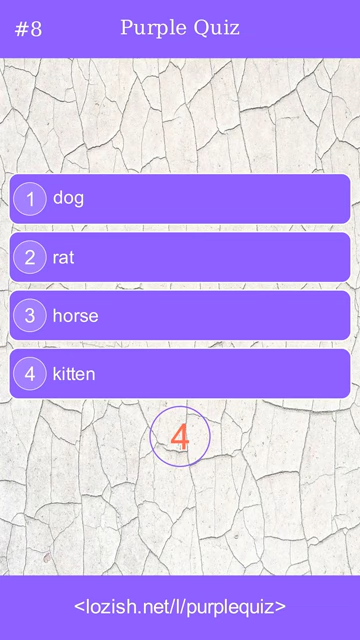 #8 Purple Quiz
1 dog
2 rat
3 horse
4 kitten
4
<lozish.net/l/purplequiz>